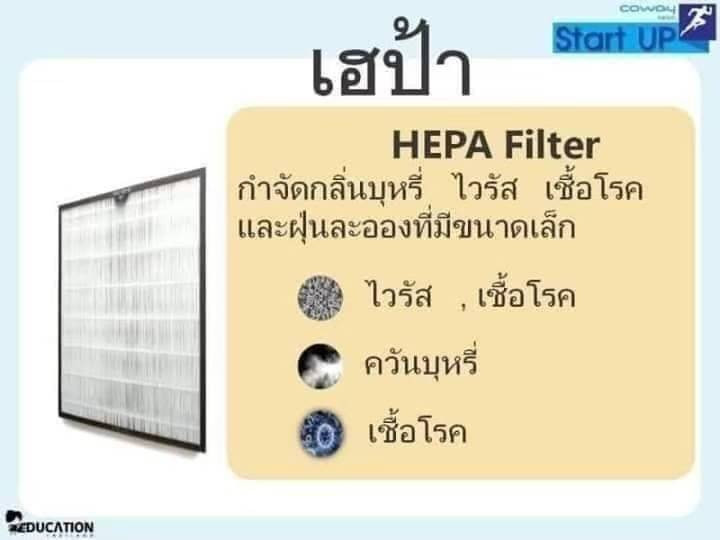 coway
Start UP
เฮป้า
HEPA Filter
กำจัดกลิ่นบุหรี่ ไวรัส เชื้อโรค
และฝุ่นละอองที่มีขนาดเล็ก
ไวรัส , เชื้อโรค
ควันบุหรี่
เชื้อโรค
EDUCATION
THAILAND